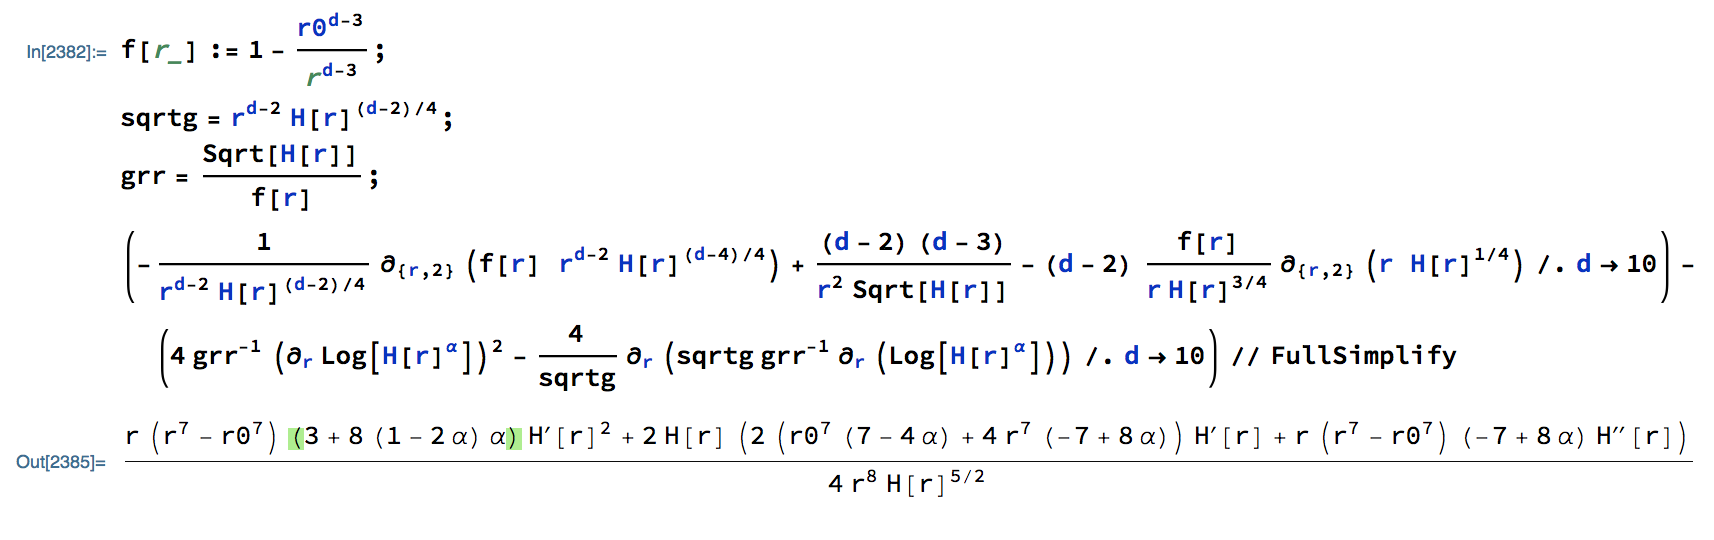 In[2382]:= f[r_] := 1 - r0^(d-3) / r^(d-3) ;
sqrtg = r^(d-2) H[r]^((d-2)/4);
grr = Sqrt[H[r]] / f[r] ;
(- 1 / (r^(d-2) H[r]^((d-2)/4)) ∂_{r,2} (f[r] r^(d-2) H[r]^((d-4)/4)) + (d-2) (d-3) / (r^2 Sqrt[H[r]]) - (d-2) f[r] / (r H[r]^(3/4)) ∂_{r,2} (r H[r]^(1/4)) /. d → 10) -
(4 grr^-1 (∂_r Log[H[r]^α])^2 - 4 / sqrtg ∂_r (sqrtg grr^-1 ∂_r (Log[H[r]^α])) /. d → 10) // FullSimplify
Out[2385]= (r (r^7 - r0^7) (3 + 8 (1 - 2 α) α) H′[r]^2 + 2 H[r] (2 (r0^7 (7 - 4 α) + 4 r^7 (-7 + 8 α)) H′[r] + r (r^7 - r0^7) (-7 + 8 α) H′′[r])) / (4 r^8 H[r]^(5/2))